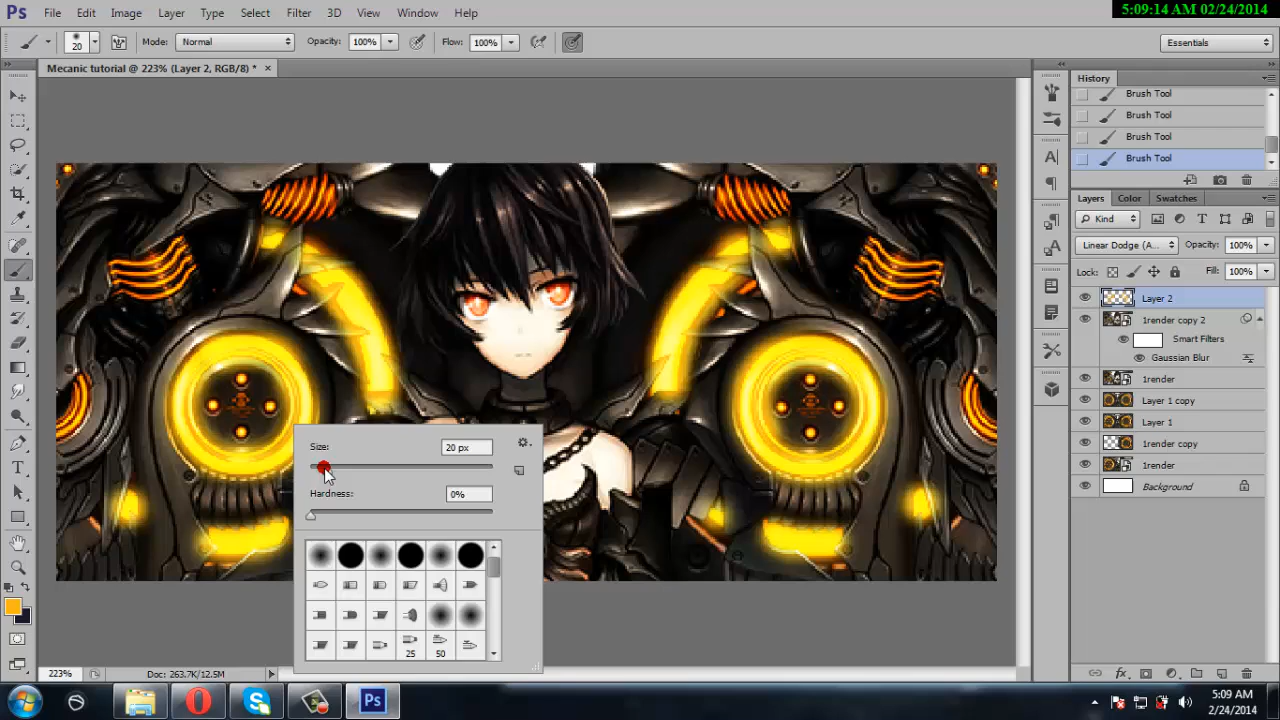 5:09:14 AM 02/24/2014
Ps File Edit Image Layer Type Select Filter 3D View Window Help
20 Mode: Normal Opacity: 100% Flow: 100% Essentials
Mecanic tutorial @ 223% (Layer 2, RGB/8) * ×
History
Brush Tool
Brush Tool
Brush Tool
Brush Tool
Layers Color Swatches
Kind
Linear Dodge (A... Opacity: 100%
Lock: Fill: 100%
Layer 2
1render copy 2
Smart Filters
Gaussian Blur
1render
Layer 1 copy
Layer 1
1render copy
1render
Background
Size: 20 px
Hardness: 0%
25 50
223% Doc: 263.7K/12.5M
5:09 AM
2/24/2014